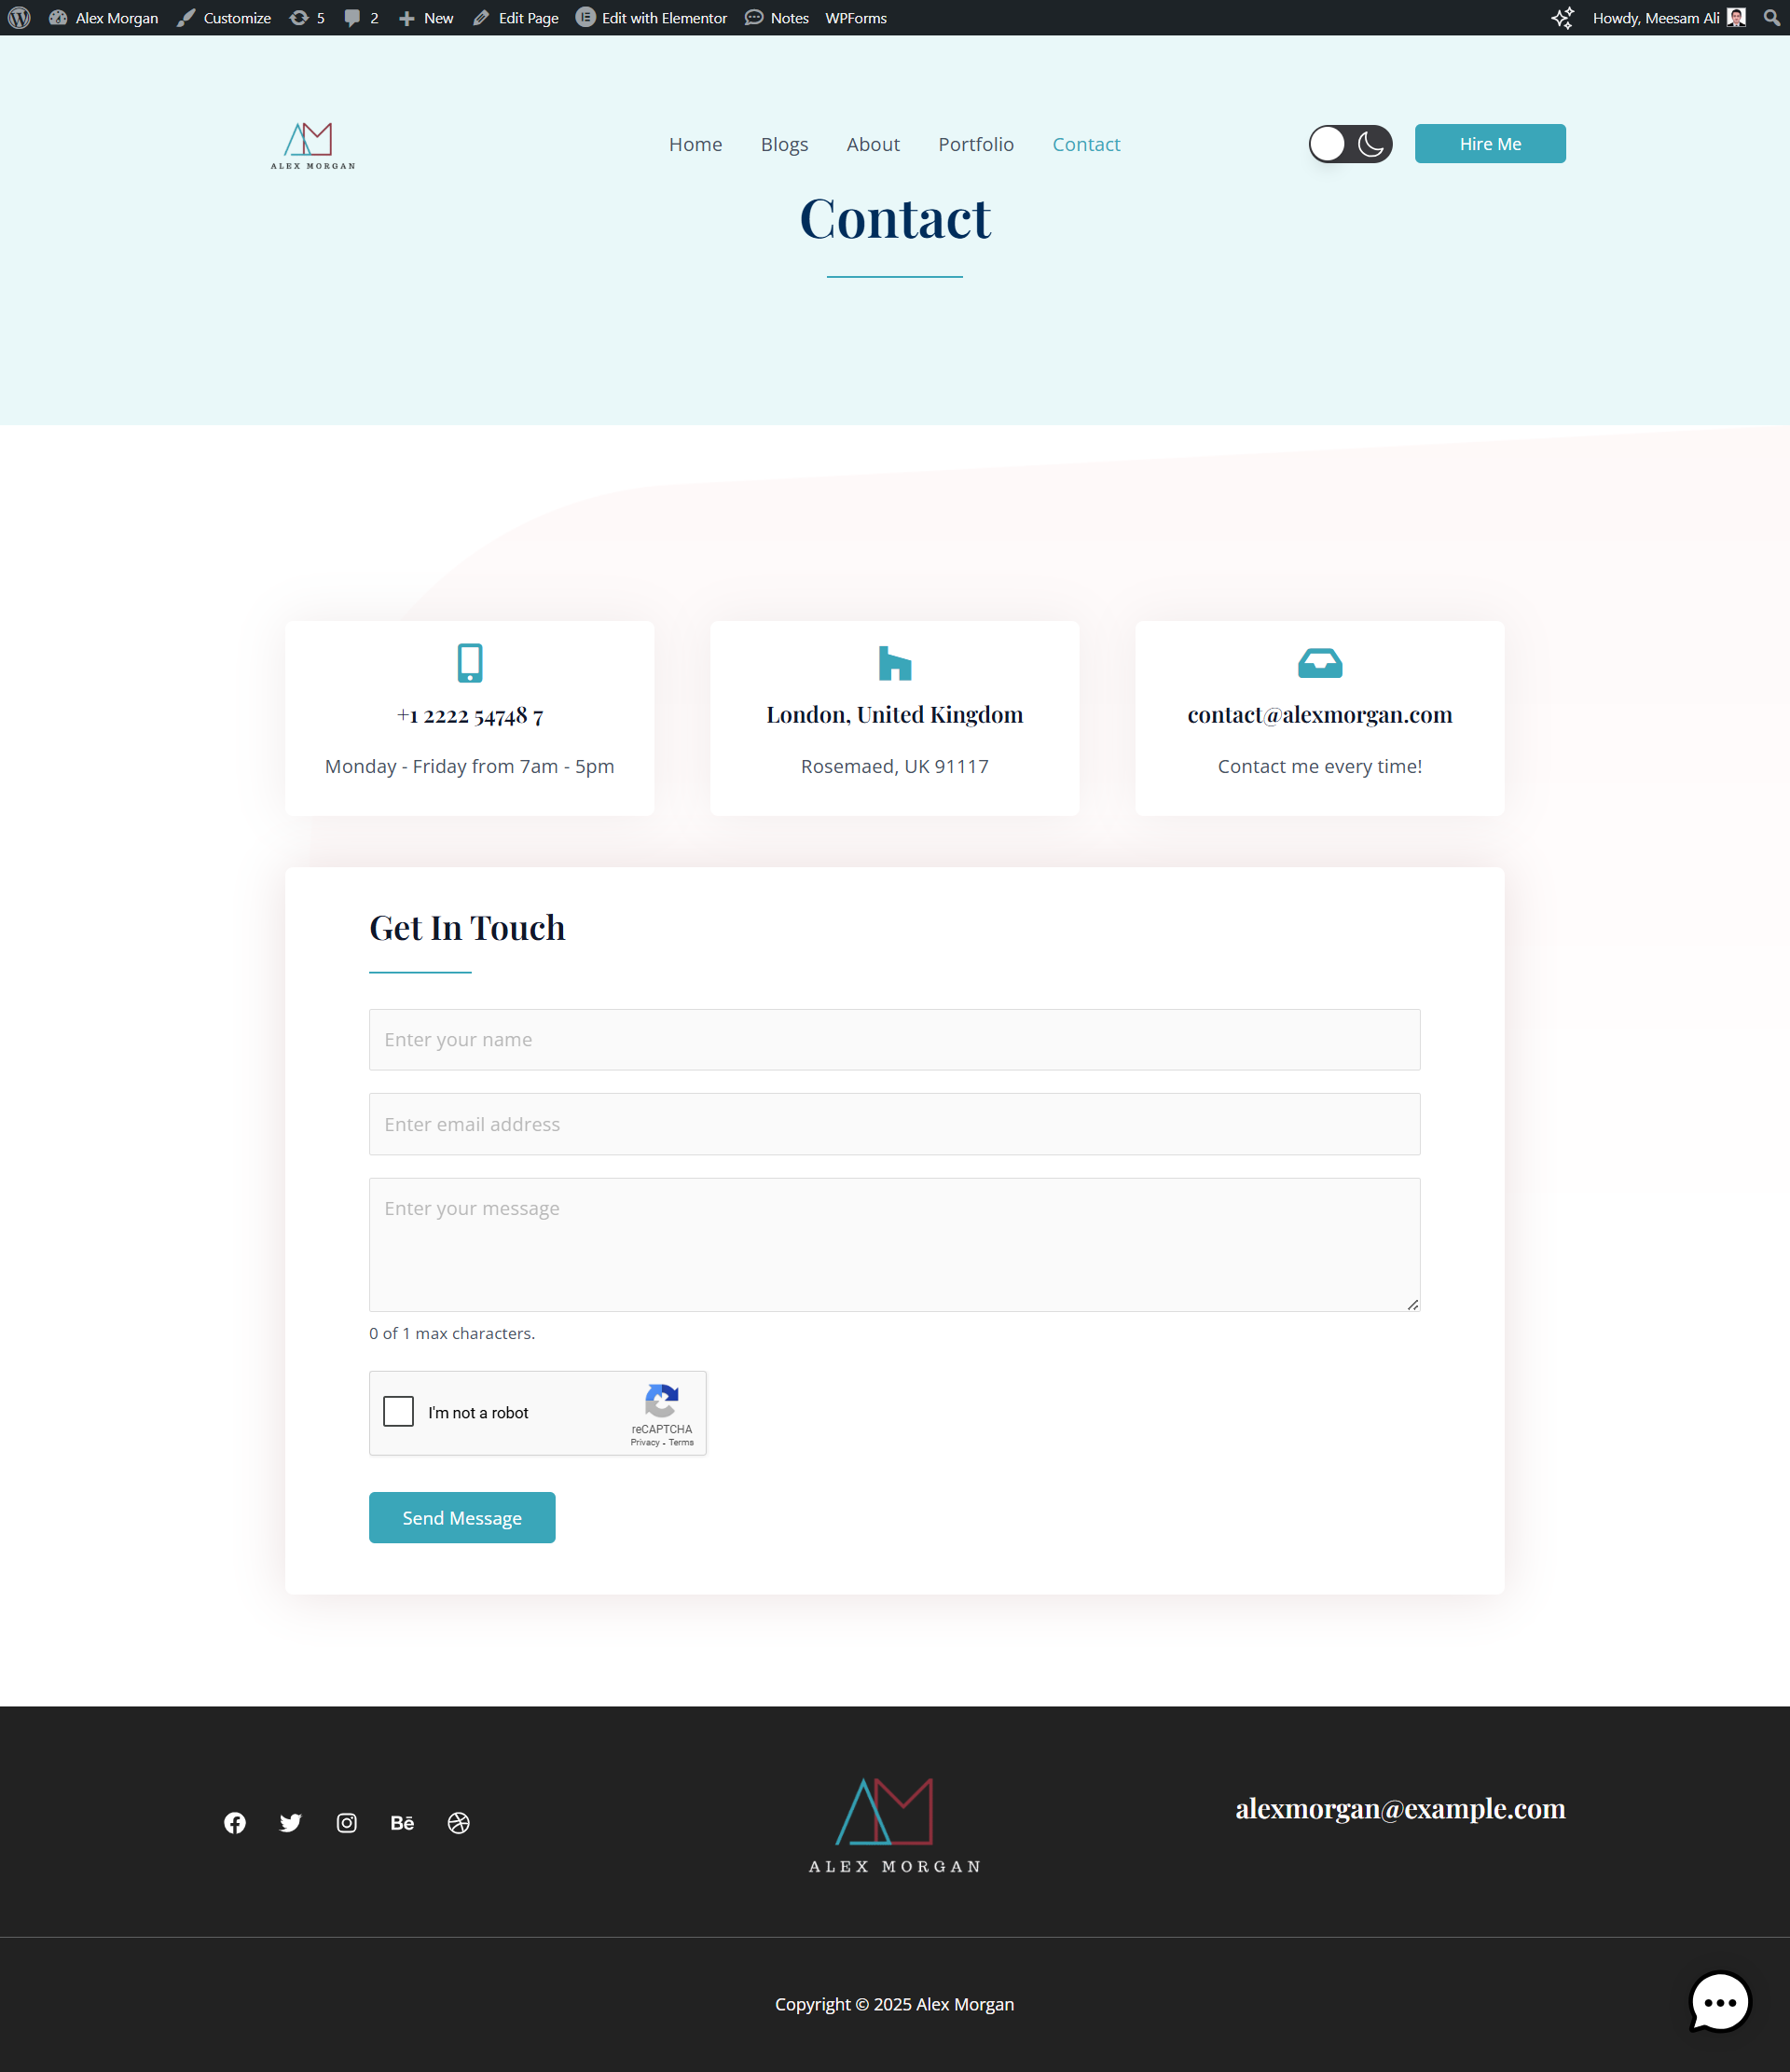 Alex Morgan Customize 5 2 New Edit Page Edit with Elementor Notes WPForms Howdy, Meesam Ali
ALEX MORGAN
Home Blogs About Portfolio Contact Hire Me
Contact
+1 2222 54748 7
Monday - Friday from 7am - 5pm
London, United Kingdom
Rosemaed, UK 91117
contact@alexmorgan.com
Contact me every time!
Get In Touch
Enter your name
Enter email address
Enter your message
0 of 1 max characters.
I'm not a robot
reCAPTCHA
Privacy - Terms
Send Message
Bē
ALEX MORGAN
alexmorgan@example.com
Copyright © 2025 Alex Morgan